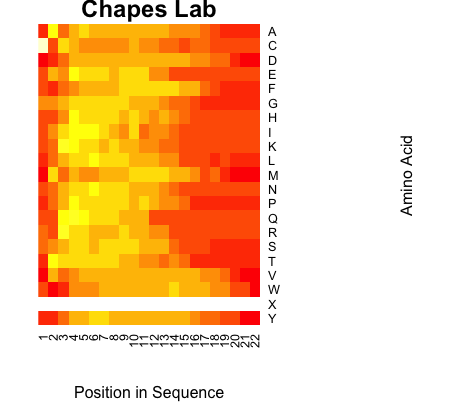 Chapes Lab
A
C
D
E
F
G
H
I
K
L
M
N
P
Q
R
S
T
V
W
X
Y
Amino Acid
1 2 3 4 5 6 7 8 9 10 11 12 13 14 15 16 17 18 19 20 21 22
Position in Sequence